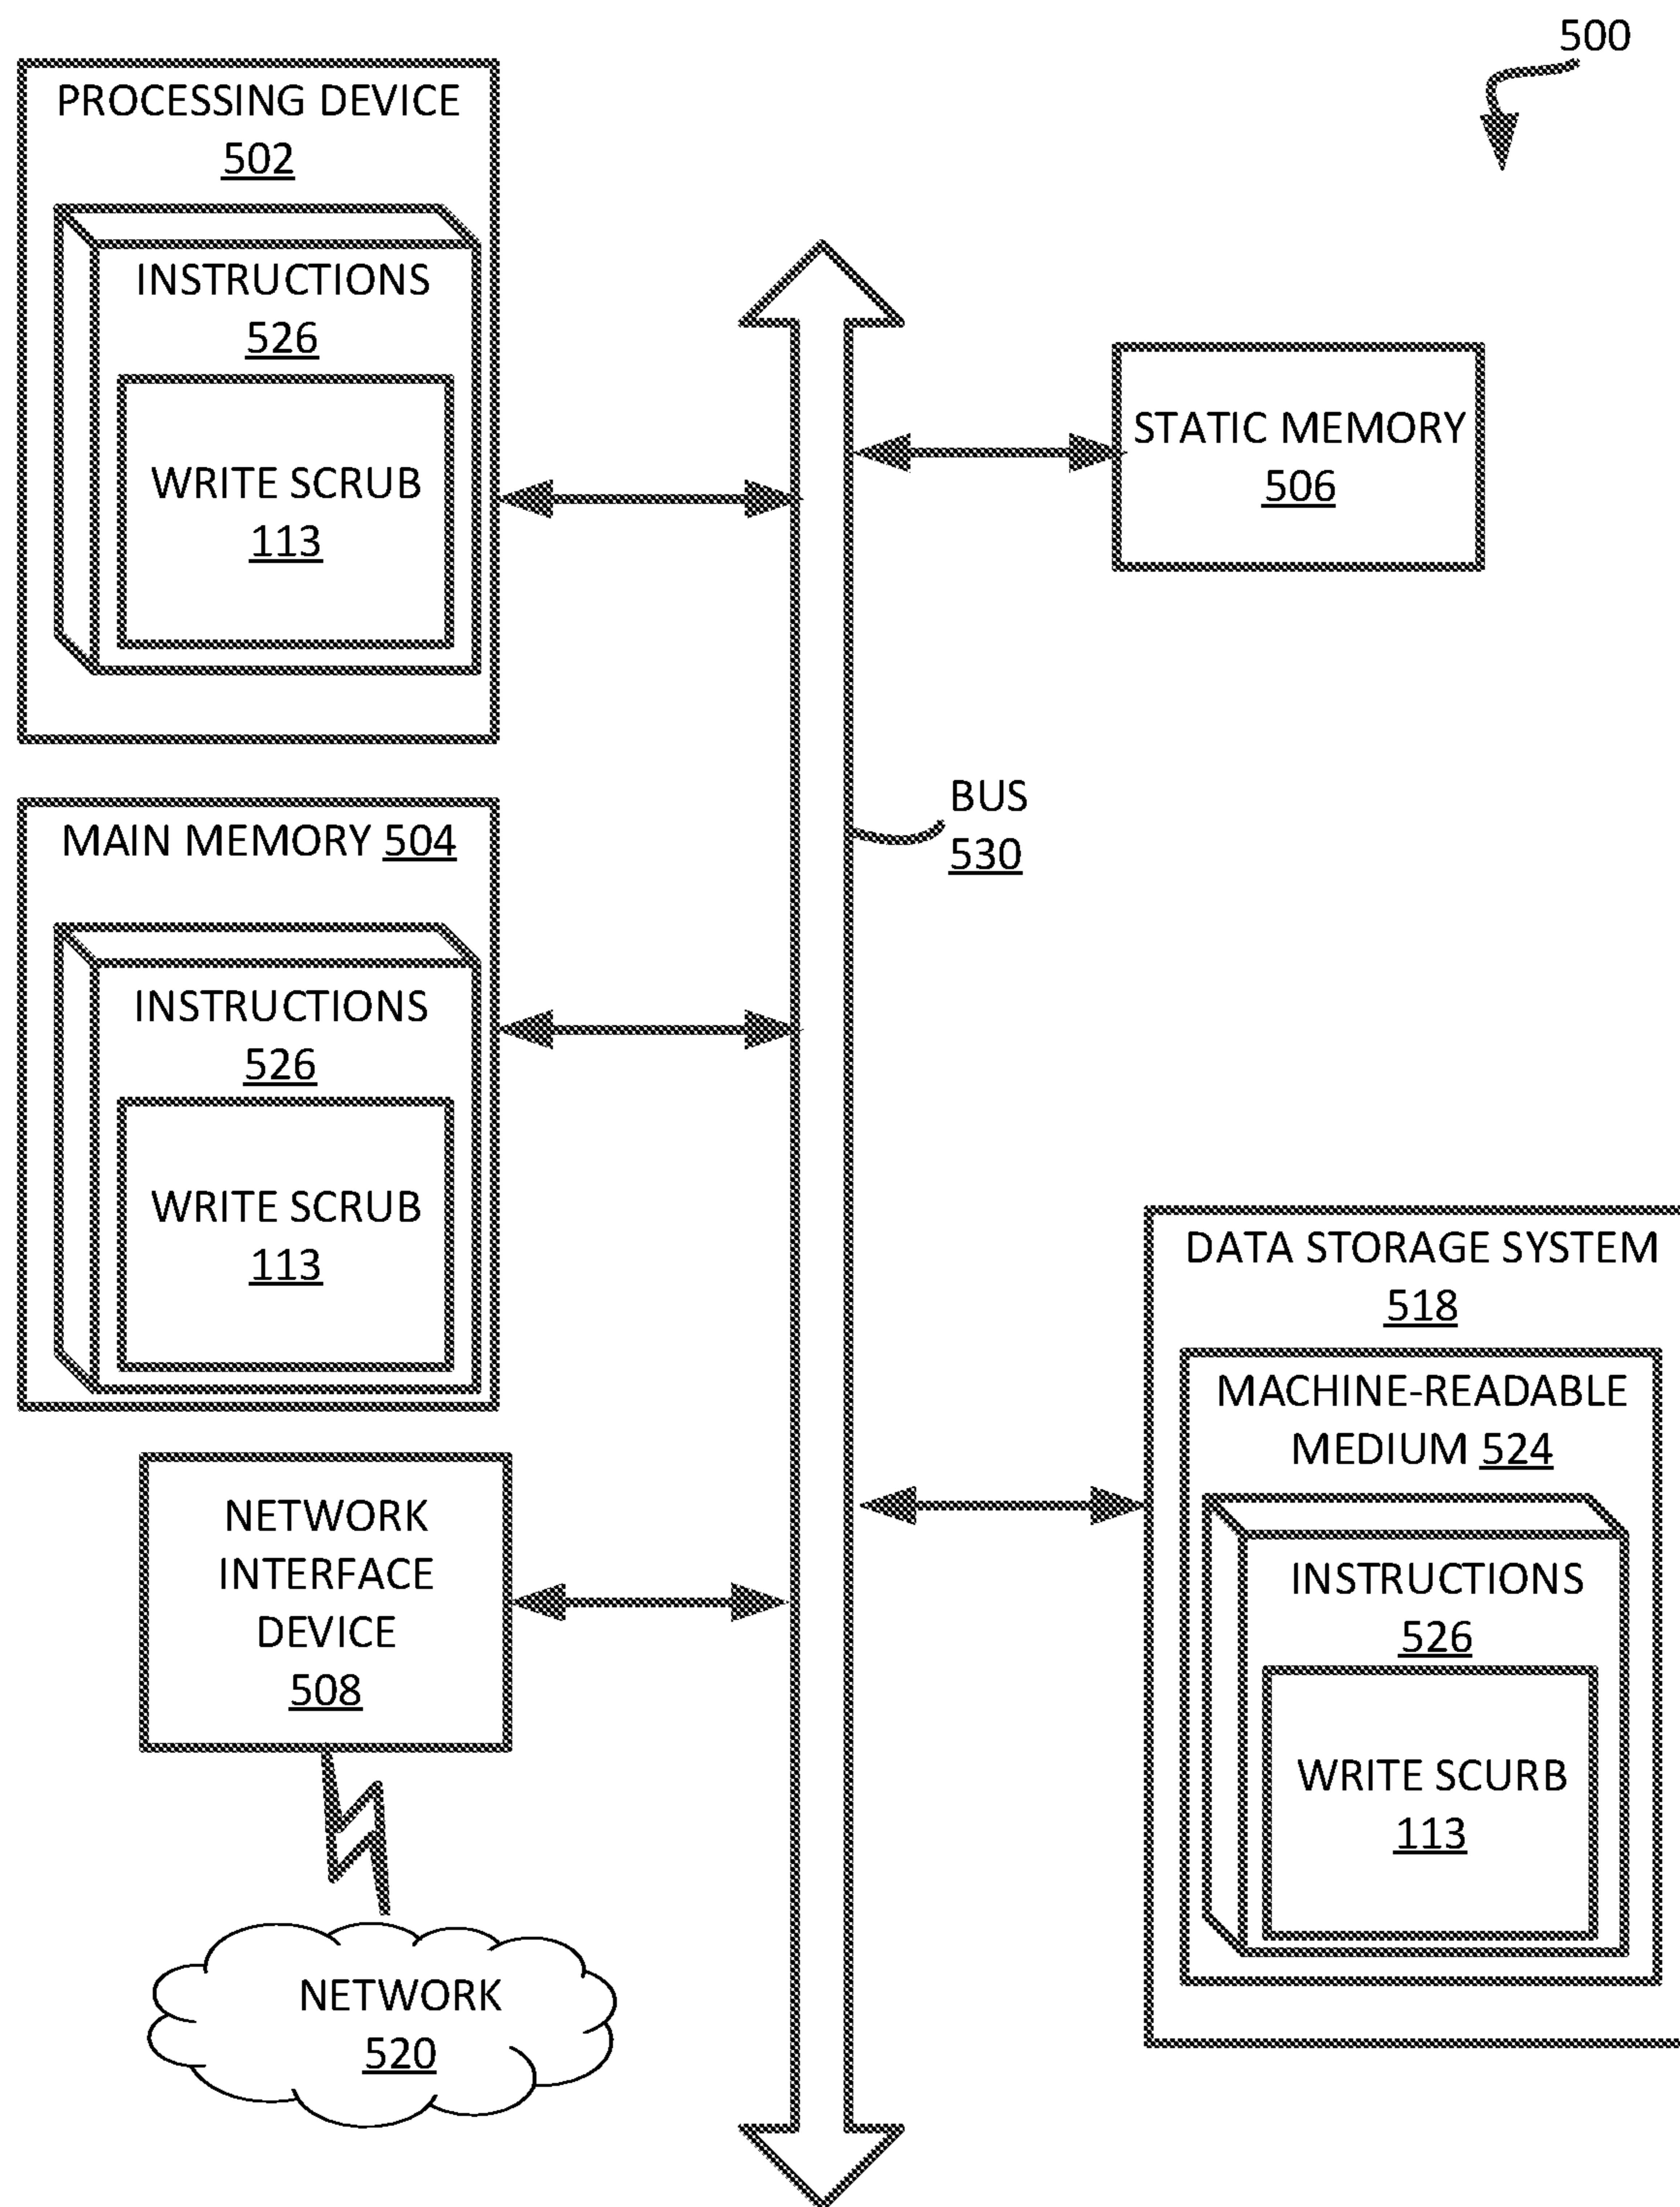 500
PROCESSING DEVICE
502
INSTRUCTIONS
526
WRITE SCRUB
113
STATIC MEMORY
506
BUS
530
MAIN MEMORY 504
INSTRUCTIONS
526
WRITE SCRUB
113
DATA STORAGE SYSTEM
518
MACHINE-READABLE
MEDIUM 524
INSTRUCTIONS
526
WRITE SCURB
113
NETWORK
INTERFACE
DEVICE
508
NETWORK
520